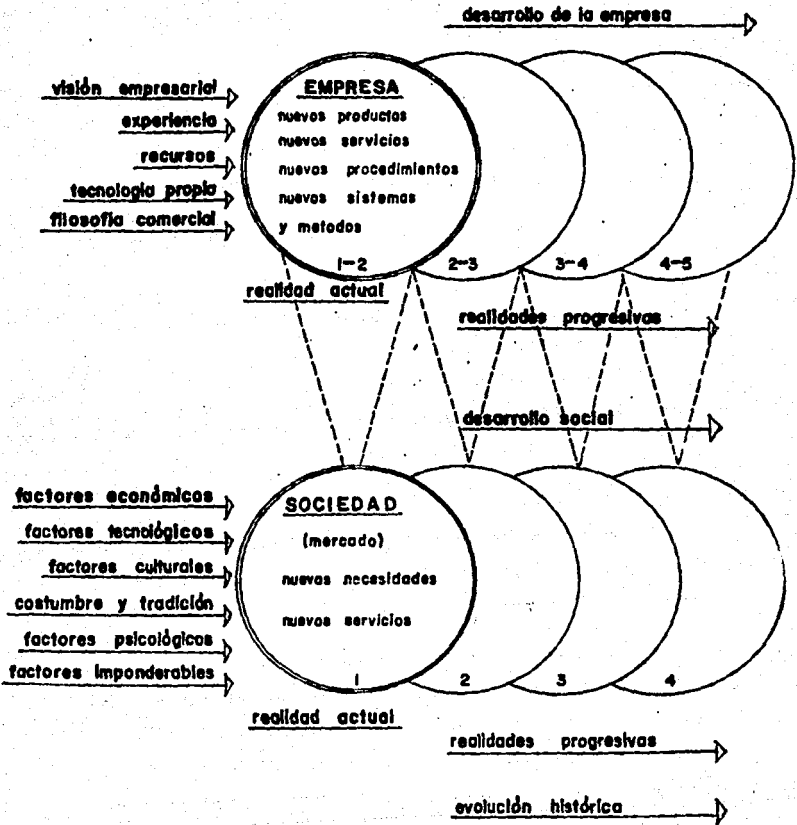 desarrollo de la empresa
visión empresarial
experiencia
recursos
tecnología propia
filosofía comercial
EMPRESA
nuevos productos
nuevos servicios
nuevos procedimientos
nuevos sistemas
y metodos
1-2
2-3
3-4
4-5
realidad actual
realidades progresivas
desarrollo social
factores económicos
factores tecnológicos
factores culturales
costumbre y tradición
factores psicológicos
factores imponderables
SOCIEDAD
(mercado)
nuevas necesidades
nuevos servicios
1
2
3
4
realidad actual
realidades progresivas
evolución histórica